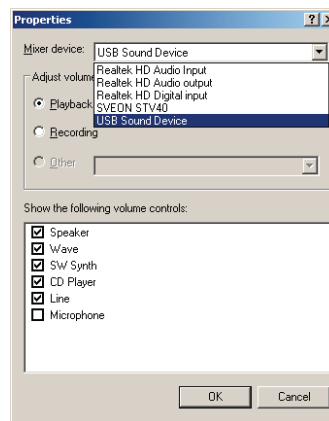 Properties
Mixer device: USB Sound Device
Realtek HD Audio Input
Realtek HD Audio output
Realtek HD Digital input
SVEON STV40
USB Sound Device
Adjust volume
Playback
Recording
Other
Show the following volume controls:
Speaker
Wave
SW Synth
CD Player
Line
Microphone
OK Cancel